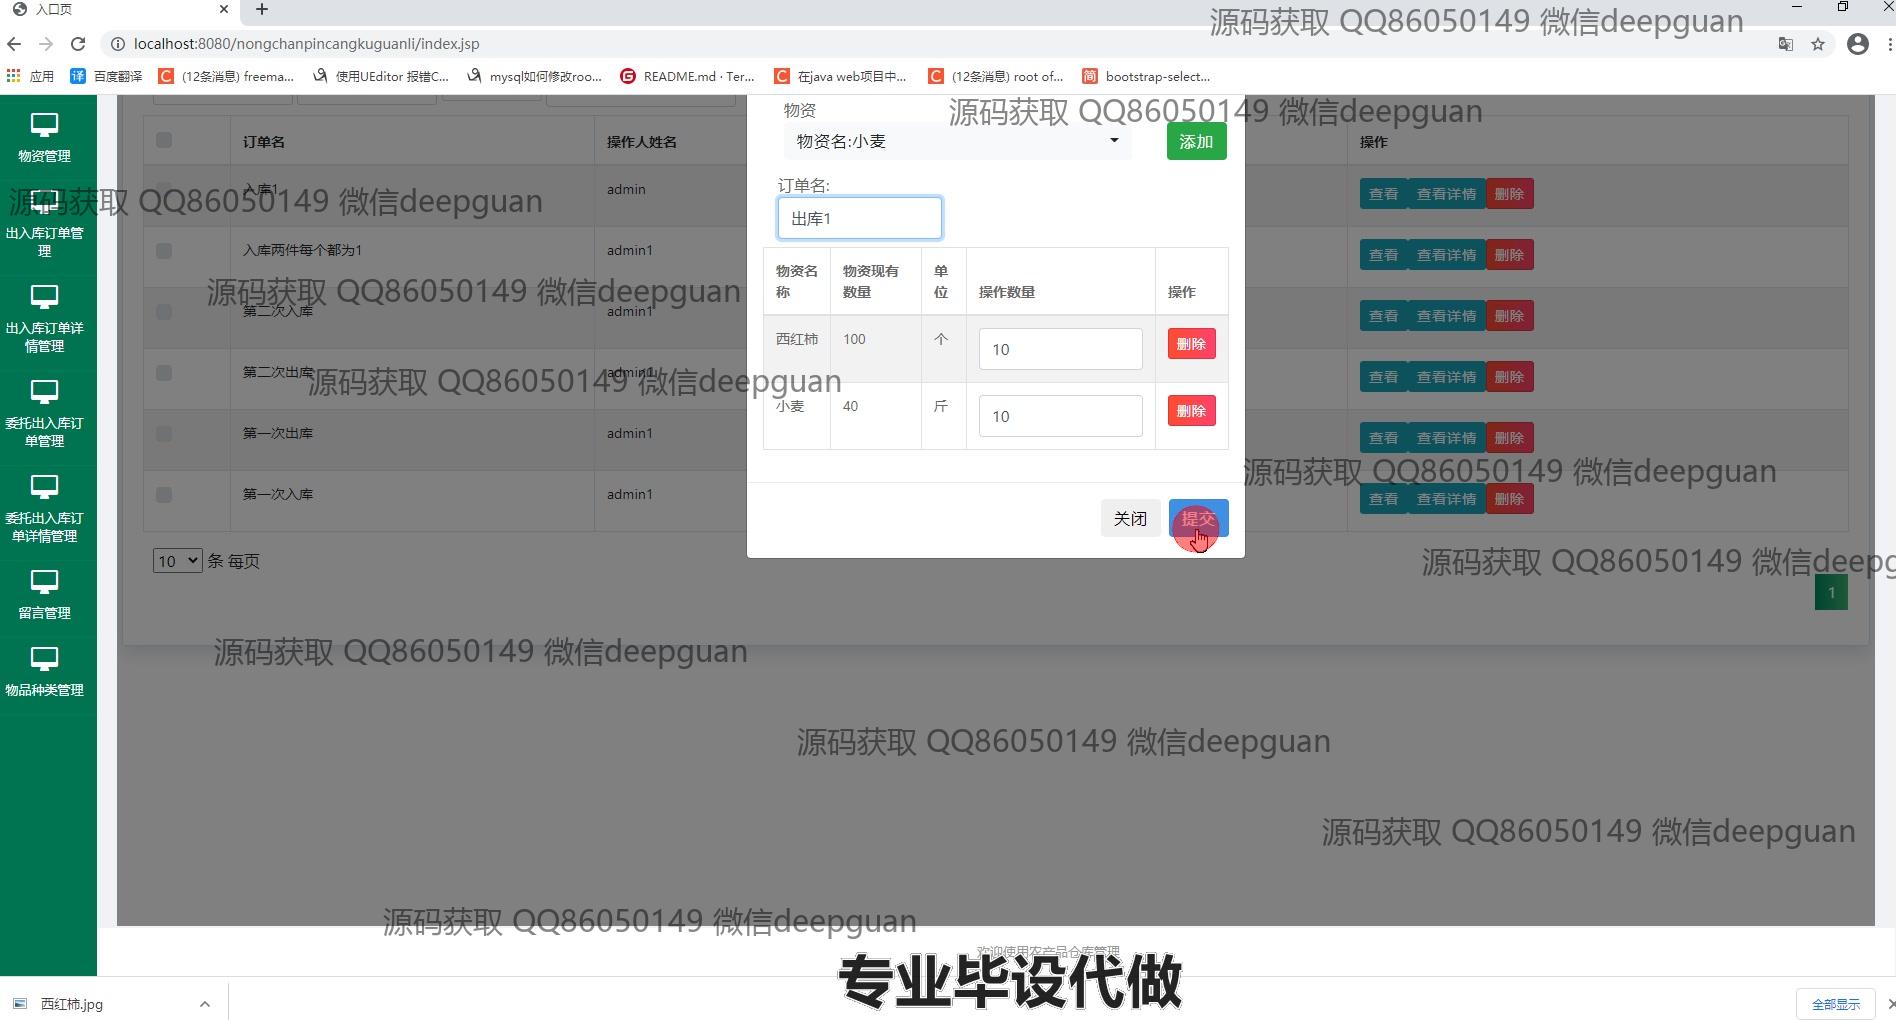 入口页
localhost:8080/nongchanpincangkuguanli/index.jsp
应用
百度翻译
(12条消息) freema...
使用UEditor 报错C...
mysql如何修改roo...
README.md · Ter...
在java web项目中...
(12条消息) root of...
bootstrap-select...
源码获取 QQ86050149 微信deepguan
物资管理
出入库订单管
理
出入库订单详
情管理
委托出入库订
单管理
委托出入库订
单详情管理
留言管理
物品种类管理
订单名
操作人姓名
操作
入库1
admin
查看
查看详情
删除
源码获取 QQ86050149 微信deepguan
入库两件每个都为1
admin1
查看
查看详情
删除
源码获取 QQ86050149 微信deepguan
第二次入库
admin1
查看
查看详情
删除
第二次出库
admin1
查看
查看详情
删除
源码获取 QQ86050149 微信deepguan
第一次出库
admin1
查看
查看详情
删除
源码获取 QQ86050149 微信deepguan
第一次入库
admin1
查看
查看详情
删除
10
条 每页
1
物资
源码获取 QQ86050149 微信deepguan
物资名:小麦
添加
订单名:
出库1
物资名
称
物资现有
数量
单
位
操作数量
操作
西红柿
100
个
10
删除
小麦
40
斤
10
删除
关闭
提交
源码获取 QQ86050149 微信deepg
源码获取 QQ86050149 微信deepguan
源码获取 QQ86050149 微信deepguan
源码获取 QQ86050149 微信deepguan
源码获取 QQ86050149 微信deepguan
欢迎使用农产品仓库管理
专业毕设代做
西红柿.jpg
全部显示